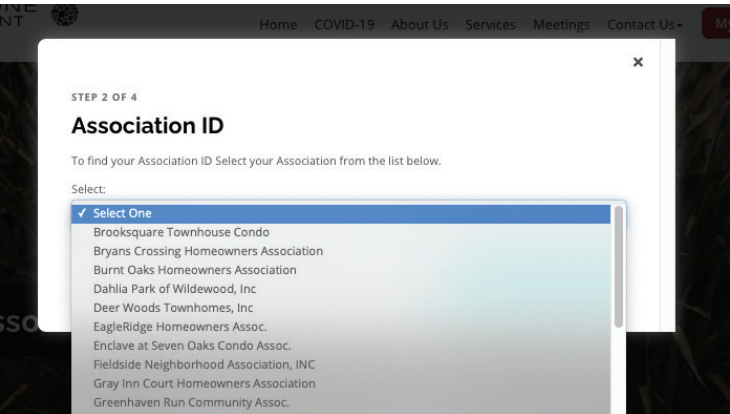 NT
Home COVID-19 About Us Services Meetings Contact Us
My
×
STEP 2 OF 4
Association ID
To find your Association ID Select your Association from the list below.
Select:
✓ Select One
Brooksquare Townhouse Condo
Bryans Crossing Homeowners Association
Burnt Oaks Homeowners Association
Dahlia Park of Wildewood, Inc
Deer Woods Townhomes, Inc
EagleRidge Homeowners Assoc.
Enclave at Seven Oaks Condo Assoc.
Fieldside Neighborhood Association, INC
Gray Inn Court Homeowners Association
Greenhaven Run Community Assoc.